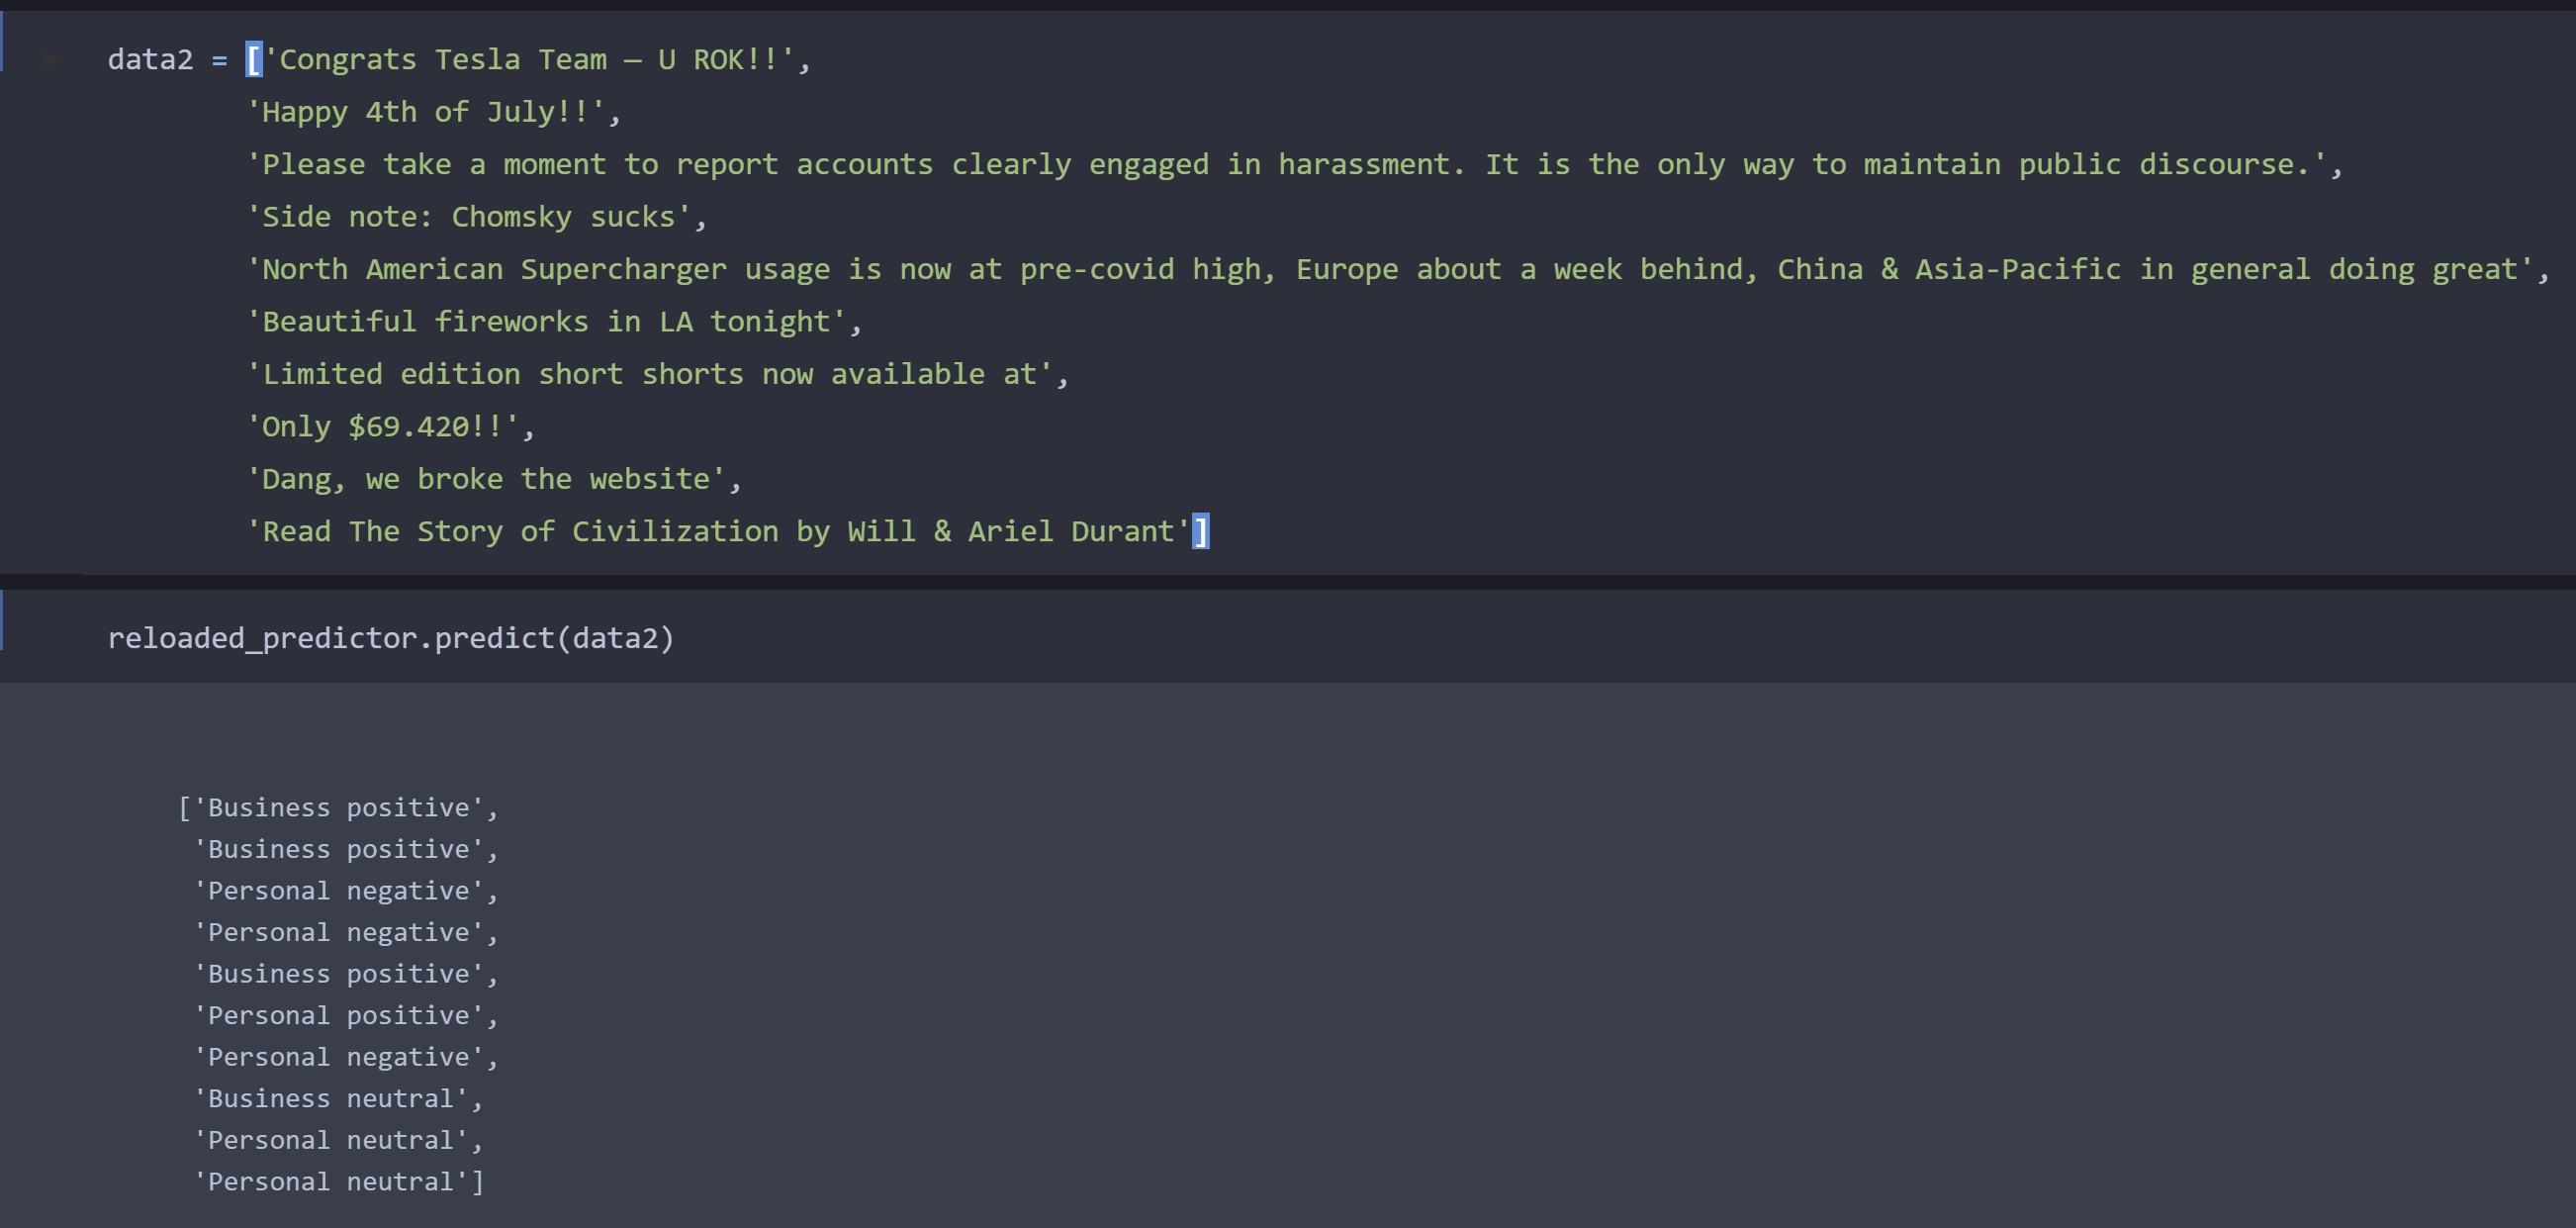 data2 = ['Congrats Tesla Team — U ROK!!',
'Happy 4th of July!!',
'Please take a moment to report accounts clearly engaged in harassment. It is the only way to maintain public discourse.',
'Side note: Chomsky sucks',
'North American Supercharger usage is now at pre-covid high, Europe about a week behind, China & Asia-Pacific in general doing great',
'Beautiful fireworks in LA tonight',
'Limited edition short shorts now available at',
'Only $69.420!!',
'Dang, we broke the website',
'Read The Story of Civilization by Will & Ariel Durant']
reloaded_predictor.predict(data2)
['Business positive',
'Business positive',
'Personal negative',
'Personal negative',
'Business positive',
'Personal positive',
'Personal negative',
'Business neutral',
'Personal neutral',
'Personal neutral']